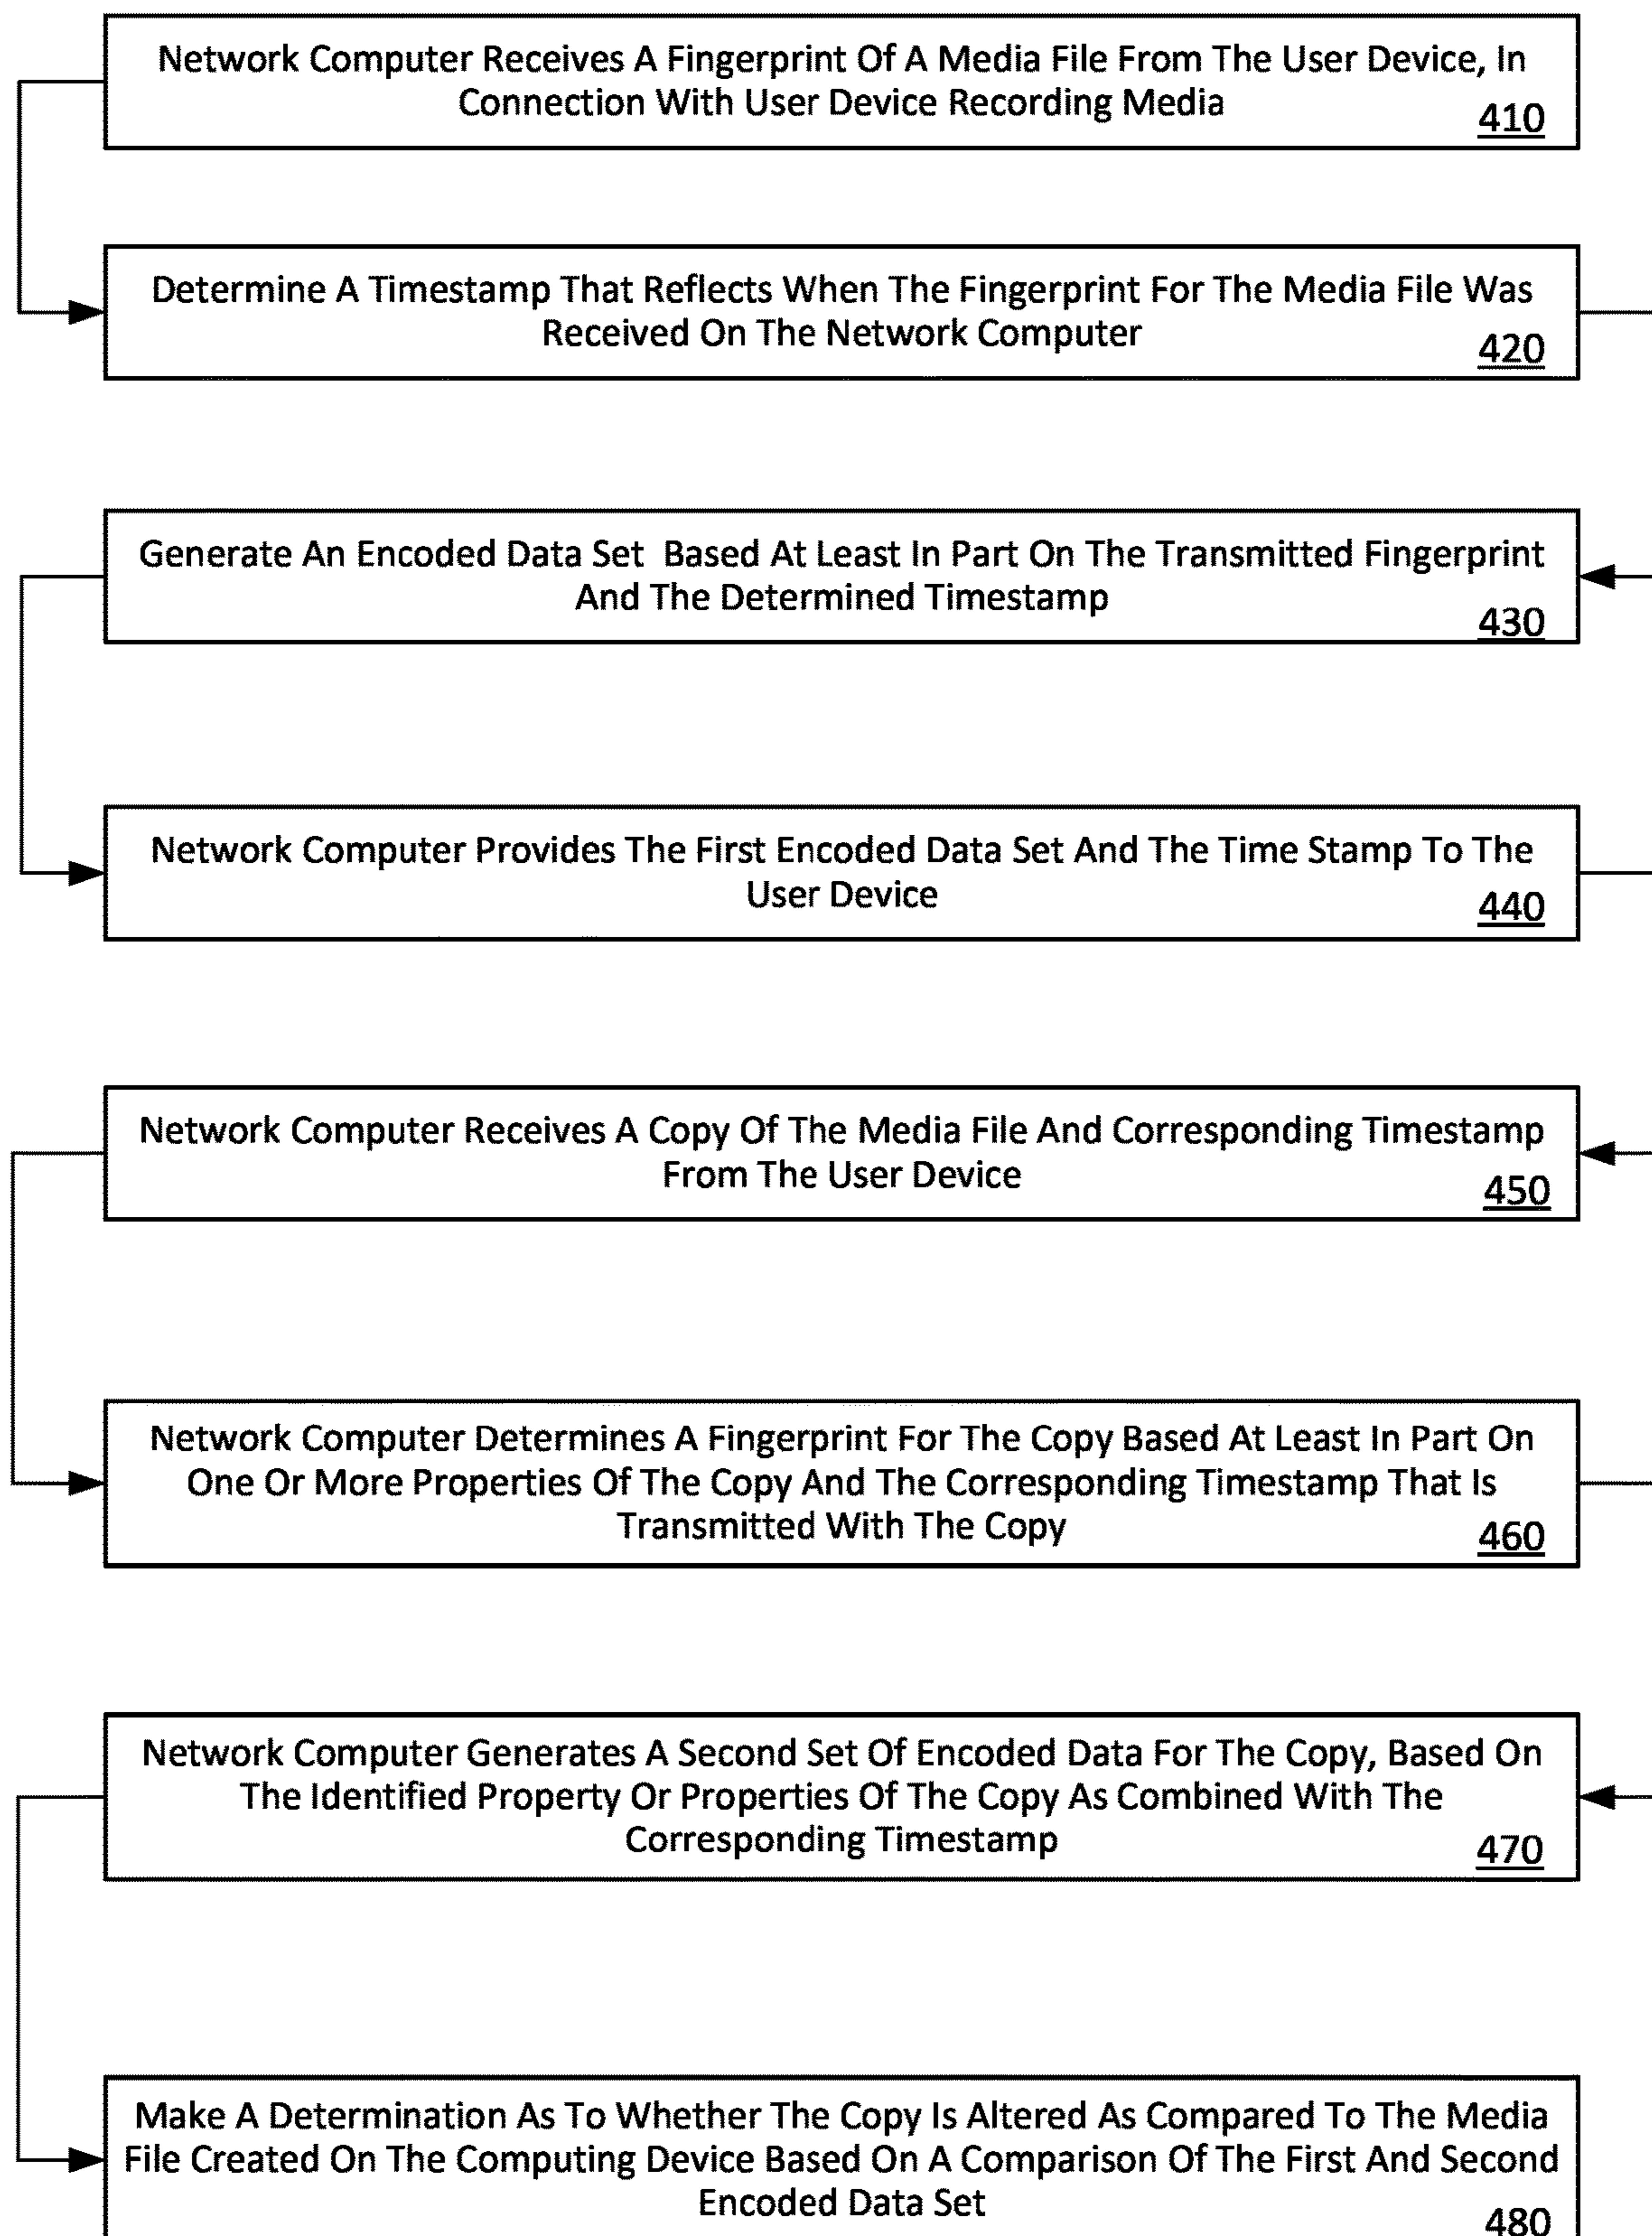 Network Computer Receives A Fingerprint Of A Media File From The User Device, In
Connection With User Device Recording Media
410
Determine A Timestamp That Reflects When The Fingerprint For The Media File Was
Received On The Network Computer
420
Generate An Encoded Data Set Based At Least In Part On The Transmitted Fingerprint
And The Determined Timestamp
430
Network Computer Provides The First Encoded Data Set And The Time Stamp To The
User Device
440
Network Computer Receives A Copy Of The Media File And Corresponding Timestamp
From The User Device
450
Network Computer Determines A Fingerprint For The Copy Based At Least In Part On
One Or More Properties Of The Copy And The Corresponding Timestamp That Is
Transmitted With The Copy
460
Network Computer Generates A Second Set Of Encoded Data For The Copy, Based On
The Identified Property Or Properties Of The Copy As Combined With The
Corresponding Timestamp
470
Make A Determination As To Whether The Copy Is Altered As Compared To The Media
File Created On The Computing Device Based On A Comparison Of The First And Second
Encoded Data Set
480